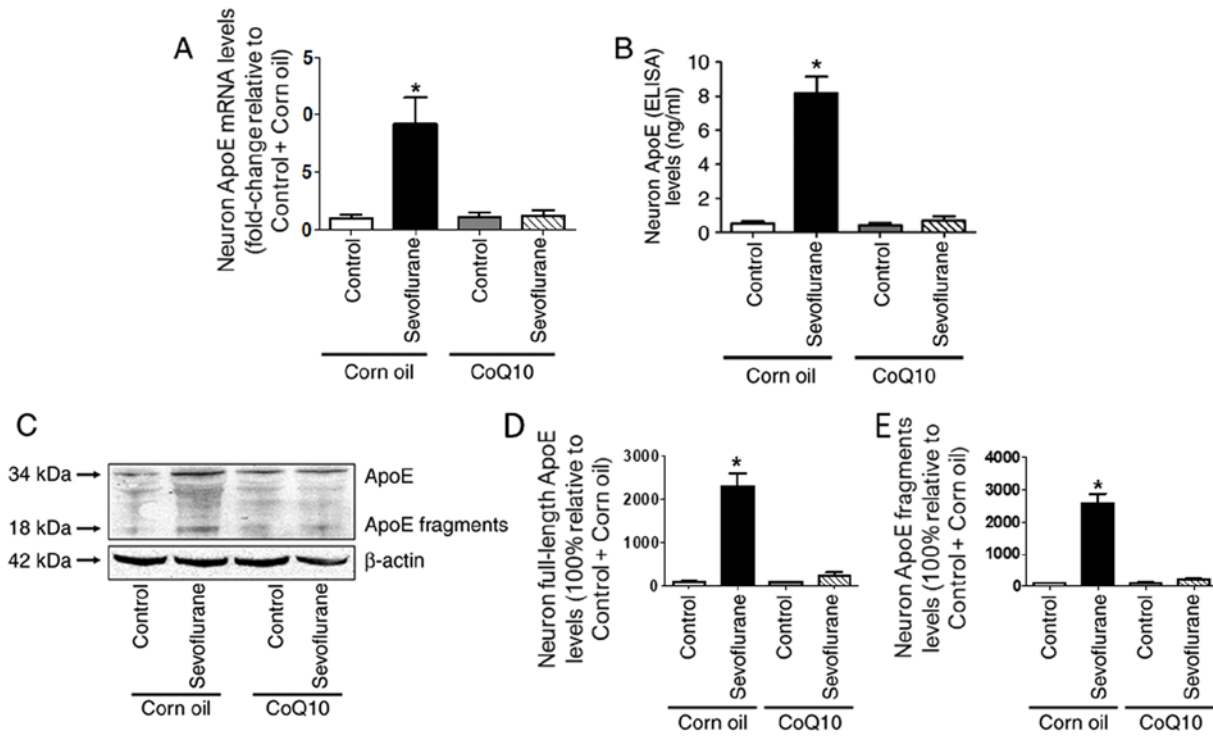 A
Neuron ApoE mRNA levels
(fold-change relative to
Control + Corn oil)
5
0
5
0
*
Control
Sevoflurane
Control
Sevoflurane
Corn oil
CoQ10
B
Neuron ApoE (ELISA)
levels (ng/ml)
10
8
6
4
2
0
*
Control
Sevoflurane
Control
Sevoflurane
Corn oil
CoQ10
C
34 kDa
ApoE
18 kDa
ApoE fragments
42 kDa
β-actin
Control
Sevoflurane
Control
Sevoflurane
Corn oil
CoQ10
D
Neuron full-length ApoE
levels (100% relative to
Control + Corn oil)
3000
2000
1000
0
*
Control
Sevoflurane
Control
Sevoflurane
Corn oil
CoQ10
E
Neuron ApoE fragments
levels (100% relative to
Control + Corn oil)
4000
3000
2000
1000
0
*
Control
Sevoflurane
Control
Sevoflurane
Corn oil
CoQ10